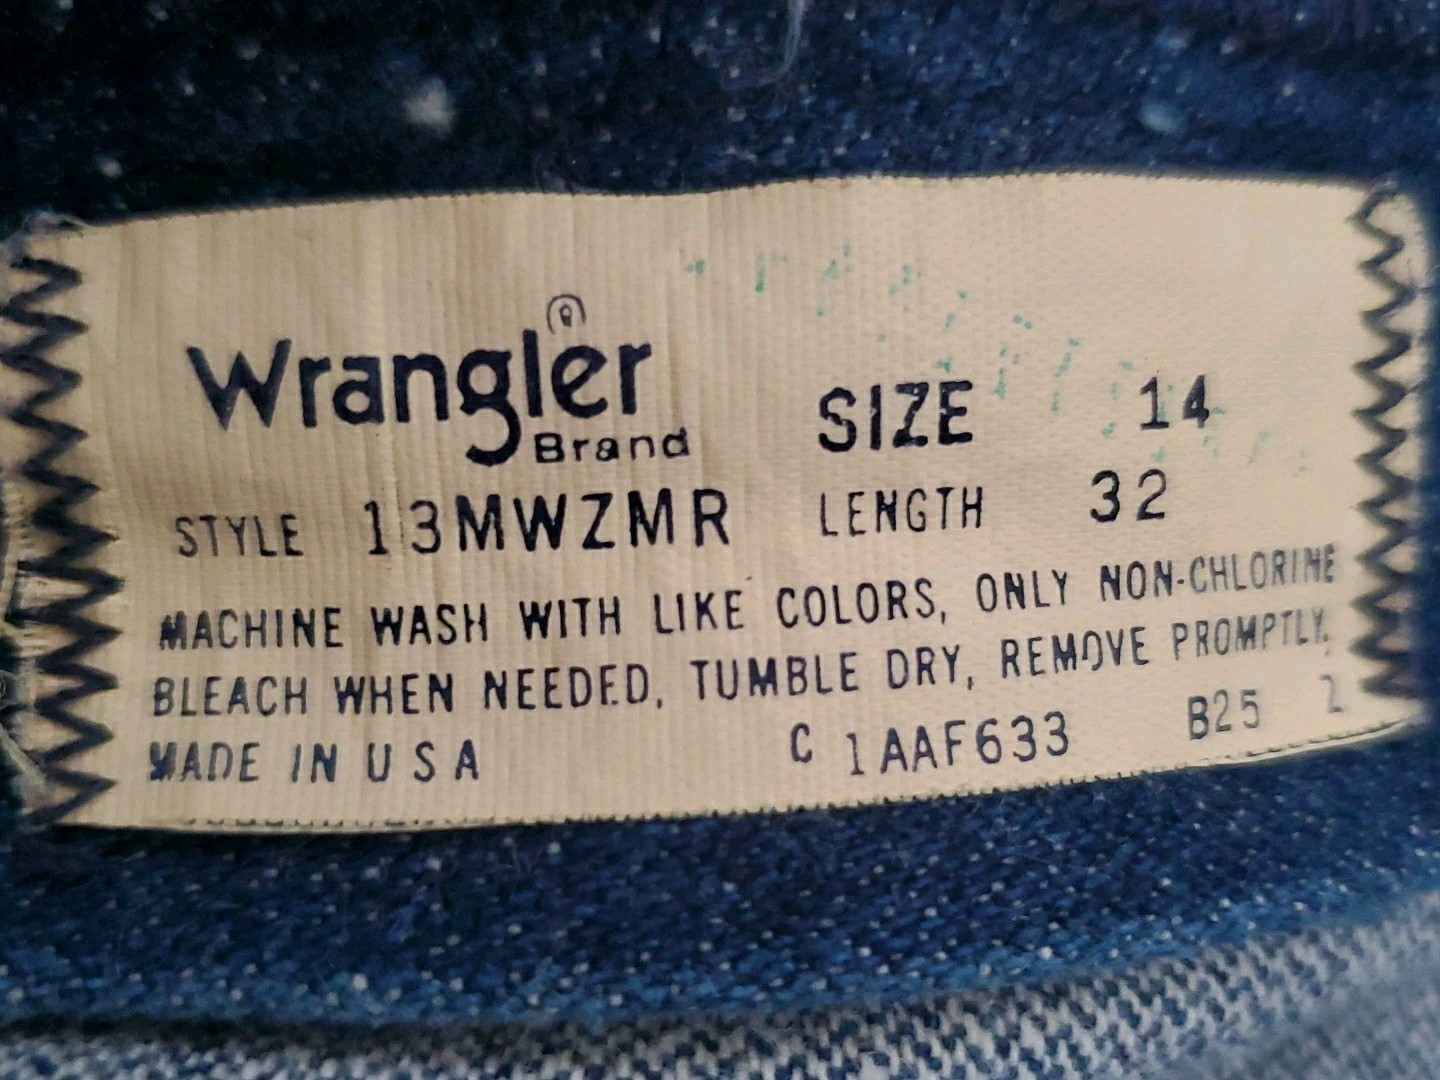 Wrangler®
Brand
SIZE 14
STYLE 13MWZMR LENGTH 32
MACHINE WASH WITH LIKE COLORS, ONLY NON-CHLORINE
BLEACH WHEN NEEDED, TUMBLE DRY, REMOVE PROMPTLY.
MADE IN U S A C 1AAF633 B25 2